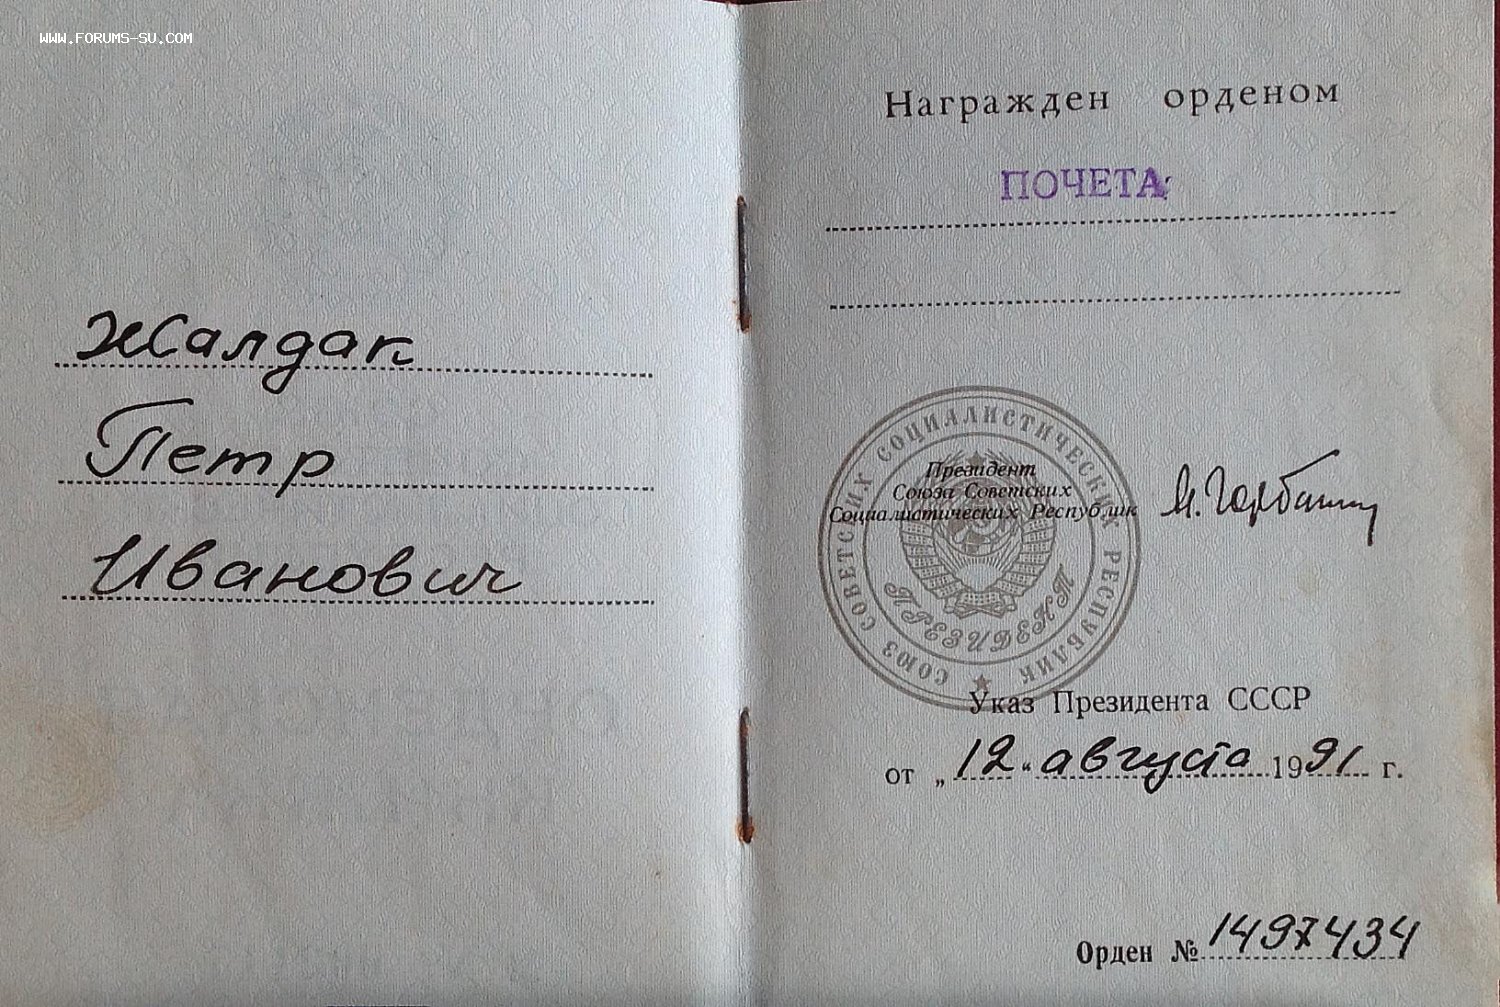 WWW.FORUMS-SU.COM
Жалдак
Петр
Иванович
Награжден орденом
ПОЧЕТА
Президент
Союза Советских
Социалистических Республик
М. Горбачев
СОЮЗ СОВЕТСКИХ СОЦИАЛИСТИЧЕСКИХ РЕСПУБЛИК
ПРЕЗИДЕНТ
Указ Президента СССР
от „12“ августа 1991 г.
Орден № 1497434